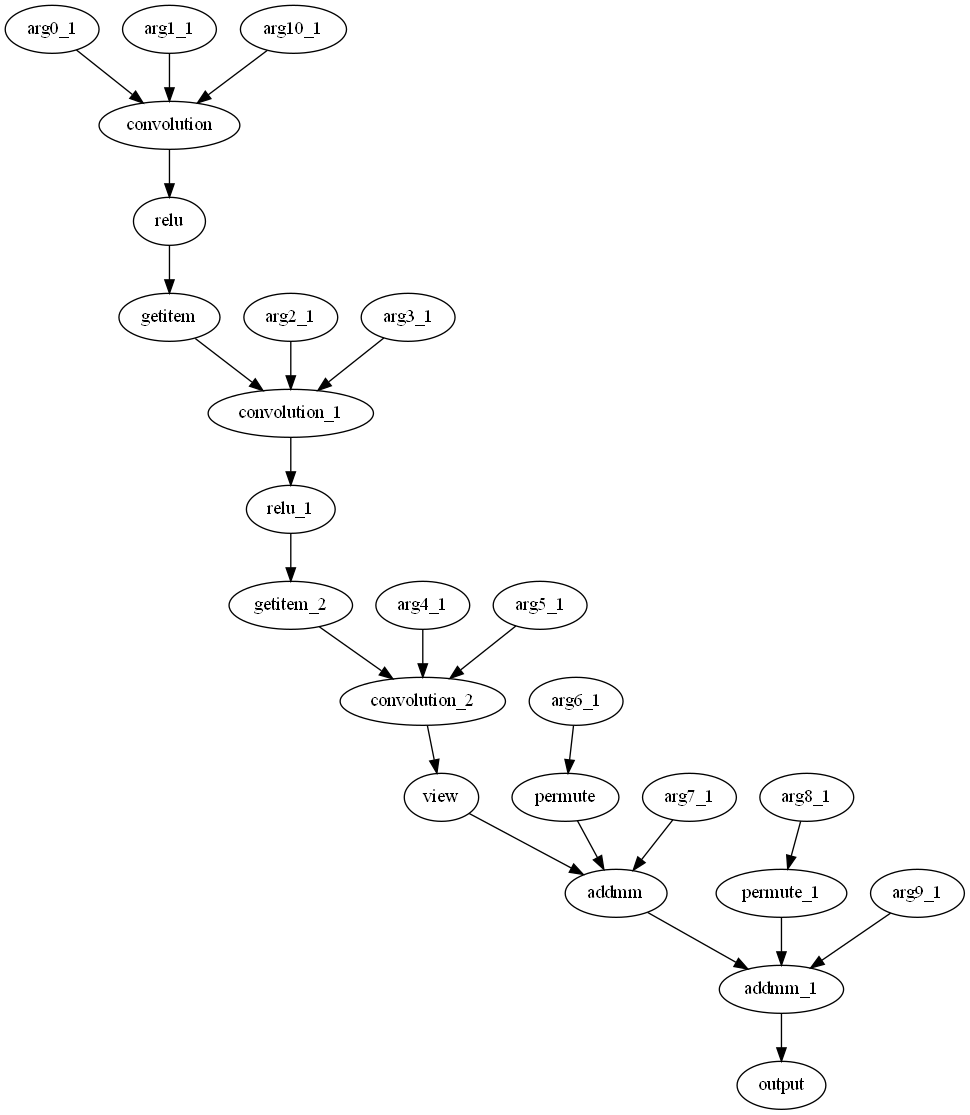 arg0_1 arg1_1 arg10_1
convolution
relu
getitem arg2_1 arg3_1
convolution_1
relu_1
getitem_2 arg4_1 arg5_1
convolution_2 arg6_1
view permute arg7_1 arg8_1
addmm permute_1 arg9_1
addmm_1
output